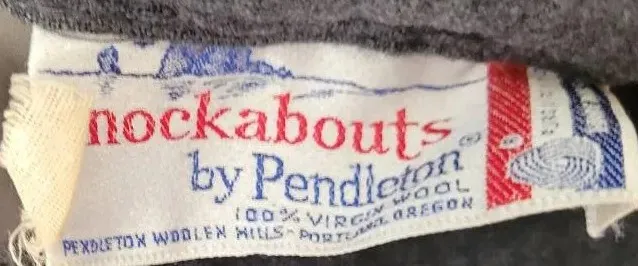 nockabouts
by Pendleton®
100% VIRGIN WOOL
PENDLETON WOOLEN MILLS - PORTLAND, OREGON